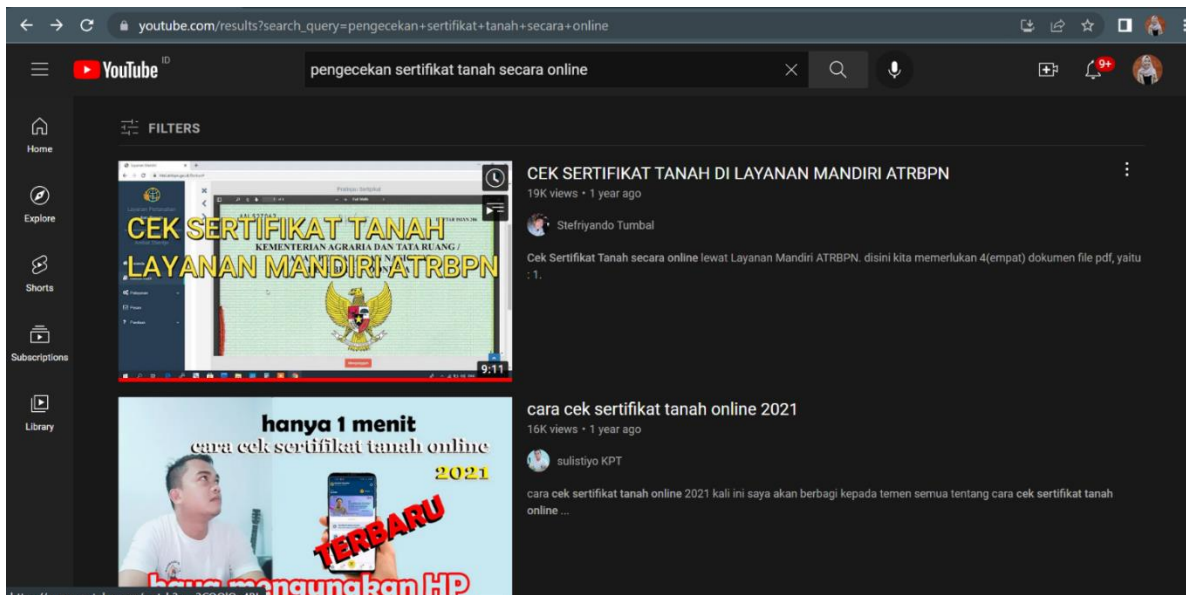 youtube.com/results?search_query=pengecekan+sertifikat+tanah+secara+online
YouTube ID
pengecekan sertifikat tanah secara online
9+
Home
Explore
Shorts
Subscriptions
Library
FILTERS
CEK SERTIFIKAT TANAH
KEMENTERIAN AGRARIA DAN TATA RUANG /
LAYANAN MANDIRI ATRBPN
9:11
CEK SERTIFIKAT TANAH DI LAYANAN MANDIRI ATRBPN
19K views • 1 year ago
Stefriyando Tumbal
Cek Sertifikat Tanah secara online lewat Layanan Mandiri ATRBPN. disini kita memerlukan 4(empat) dokumen file pdf, yaitu
: 1.
hanya 1 menit
cara cek sertifikat tanah online
2021
TERBARU
haya mengunakan HP
cara cek sertifikat tanah online 2021
16K views • 1 year ago
sulistiyo KPT
cara cek sertifikat tanah online 2021 kali ini saya akan berbagi kepada temen semua tentang cara cek sertifikat tanah
online ...